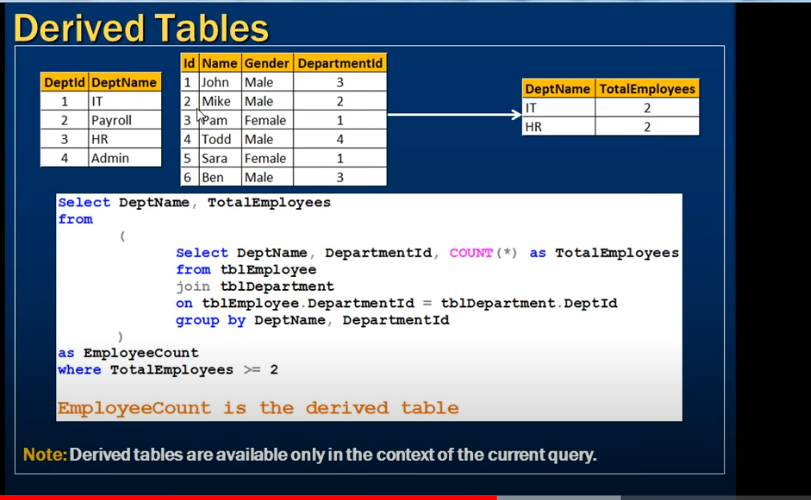 Derived Tables
DeptId DeptName
1 IT
2 Payroll
3 HR
4 Admin
Id Name Gender DepartmentId
1 John Male 3
2 Mike Male 2
3 Pam Female 1
4 Todd Male 4
5 Sara Female 1
6 Ben Male 3
DeptName TotalEmployees
IT 2
HR 2
Select DeptName, TotalEmployees
from
(
Select DeptName, DepartmentId, COUNT(*) as TotalEmployees
from tblEmployee
join tblDepartment
on tblEmployee.DepartmentId = tblDepartment.DeptId
group by DeptName, DepartmentId
)
as EmployeeCount
where TotalEmployees >= 2
EmployeeCount is the derived table
Note: Derived tables are available only in the context of the current query.